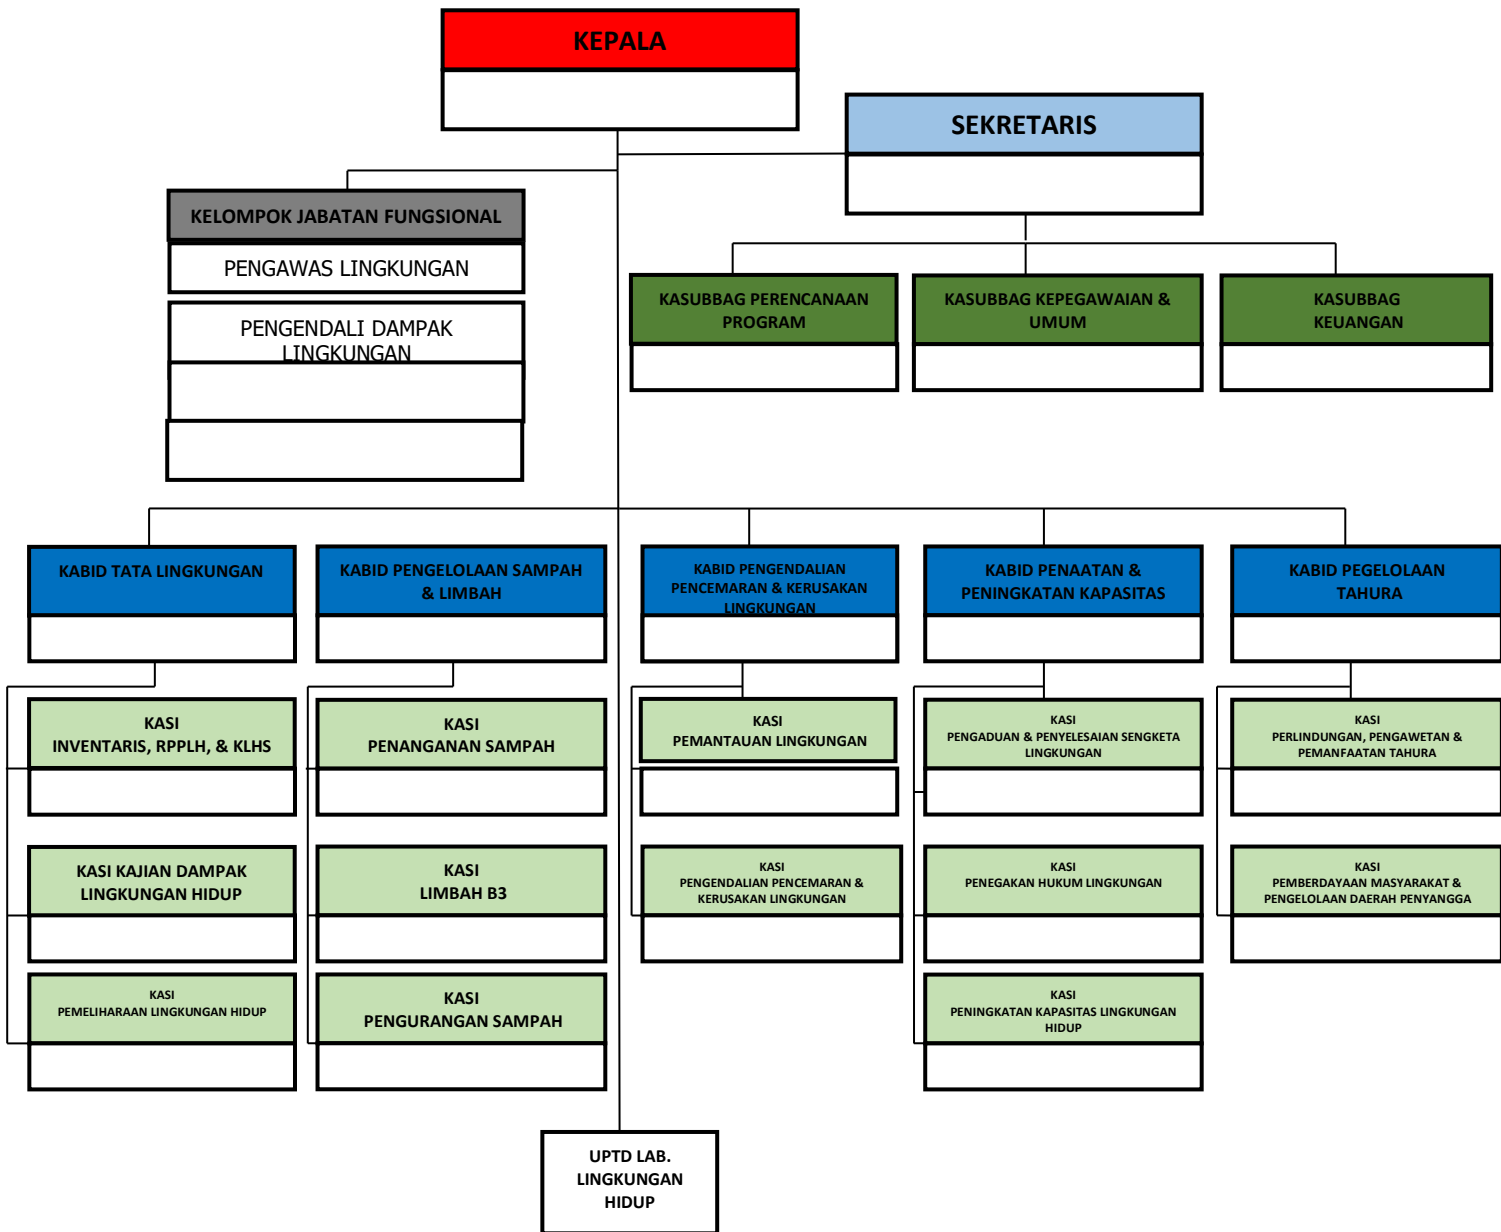 KEPALA
SEKRETARIS
KELOMPOK JABATAN FUNGSIONAL
PENGAWAS LINGKUNGAN
PENGENDALI DAMPAK
LINGKUNGAN
KASUBBAG PERENCANAAN
PROGRAM
KASUBBAG KEPEGAWAIAN &
UMUM
KASUBBAG
KEUANGAN
KABID TATA LINGKUNGAN
KABID PENGELOLAAN SAMPAH
& LIMBAH
KABID PENGENDALIAN
PENCEMARAN & KERUSAKAN
LINGKUNGAN
KABID PENAATAN &
PENINGKATAN KAPASITAS
KABID PEGELOLAAN
TAHURA
KASI
INVENTARIS, RPPLH, & KLHS
KASI
PENANGANAN SAMPAH
KASI
PEMANTAUAN LINGKUNGAN
KASI
PENGADUAN & PENYELESAIAN SENGKETA
LINGKUNGAN
KASI
PERLINDUNGAN, PENGAWETAN &
PEMANFAATAN TAHURA
KASI KAJIAN DAMPAK
LINGKUNGAN HIDUP
KASI
LIMBAH B3
KASI
PENGENDALIAN PENCEMARAN &
KERUSAKAN LINGKUNGAN
KASI
PENEGAKAN HUKUM LINGKUNGAN
KASI
PEMBERDAYAAN MASYARAKAT &
PENGELOLAAN DAERAH PENYANGGA
KASI
PEMELIHARAAN LINGKUNGAN HIDUP
KASI
PENGURANGAN SAMPAH
KASI
PENINGKATAN KAPASITAS LINGKUNGAN
HIDUP
UPTD LAB.
LINGKUNGAN
HIDUP